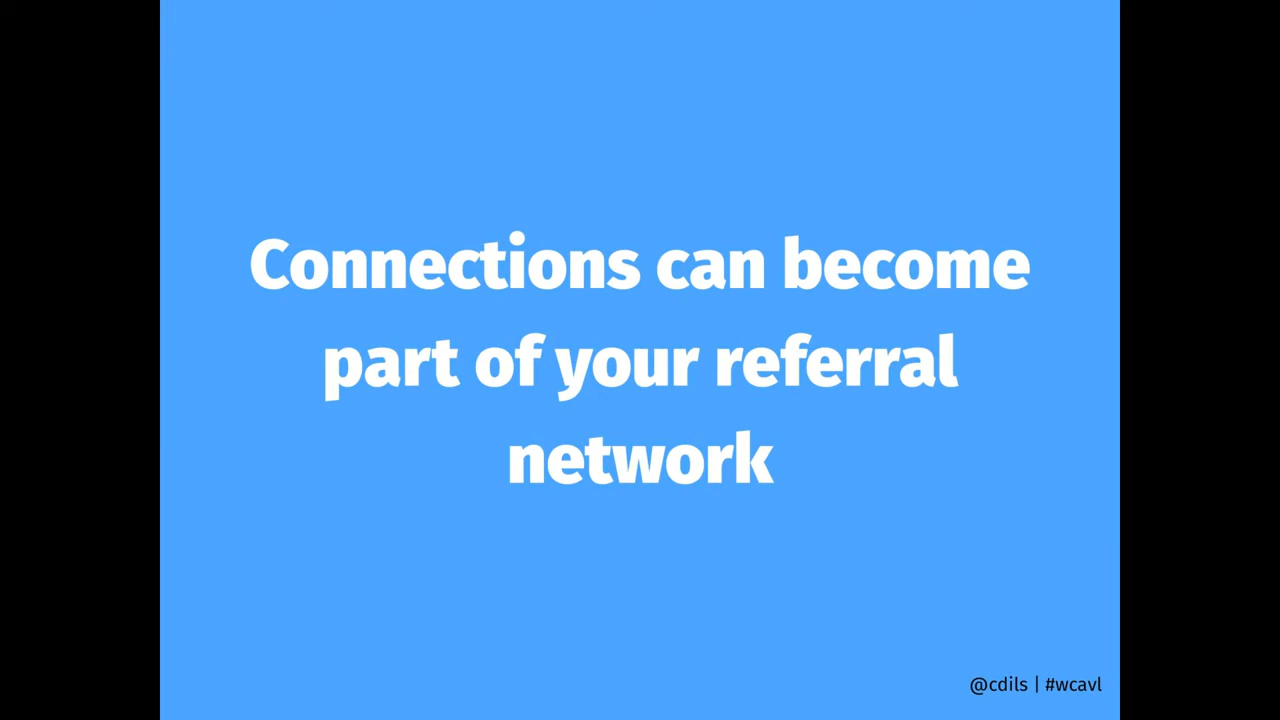 Connections can become
part of your referral
network
@cdils | #wcavl